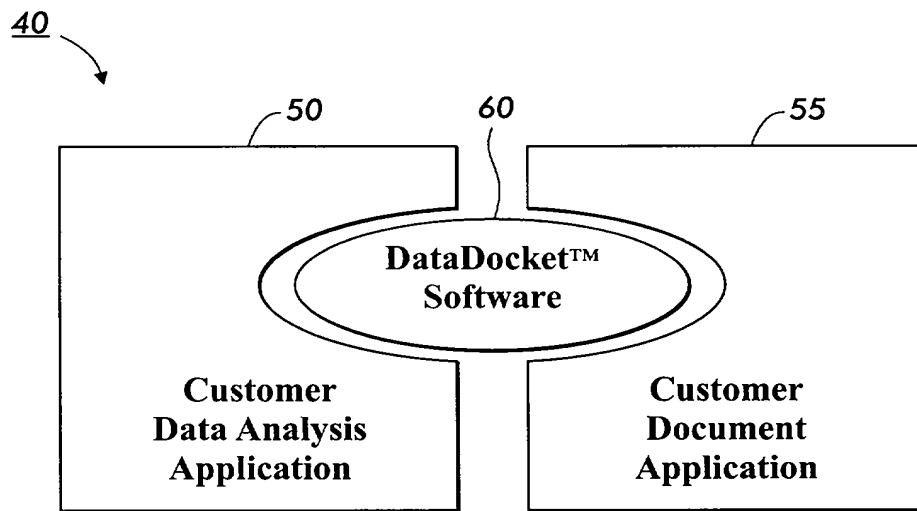 40
50
60
55
DataDocket™
Software
Customer
Data Analysis
Application
Customer
Document
Application